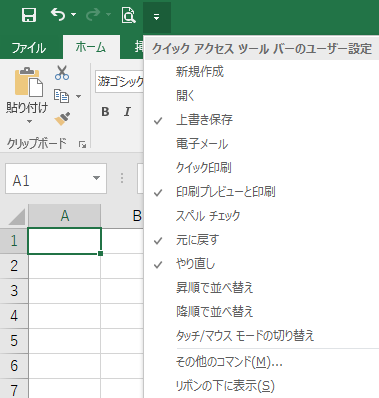 ファイル
ホーム
挿
クイック アクセス ツール バーのユーザー設定
新規作成
開く
上書き保存
電子メール
クイック印刷
印刷プレビューと印刷
スペル チェック
元に戻す
やり直し
昇順で並べ替え
降順で並べ替え
タッチ/マウス モードの切り替え
その他のコマンド(M)...
リボンの下に表示(S)
貼り付け
クリップボード
游ゴシック
B I
A1
A B
1
2
3
4
5
6
7